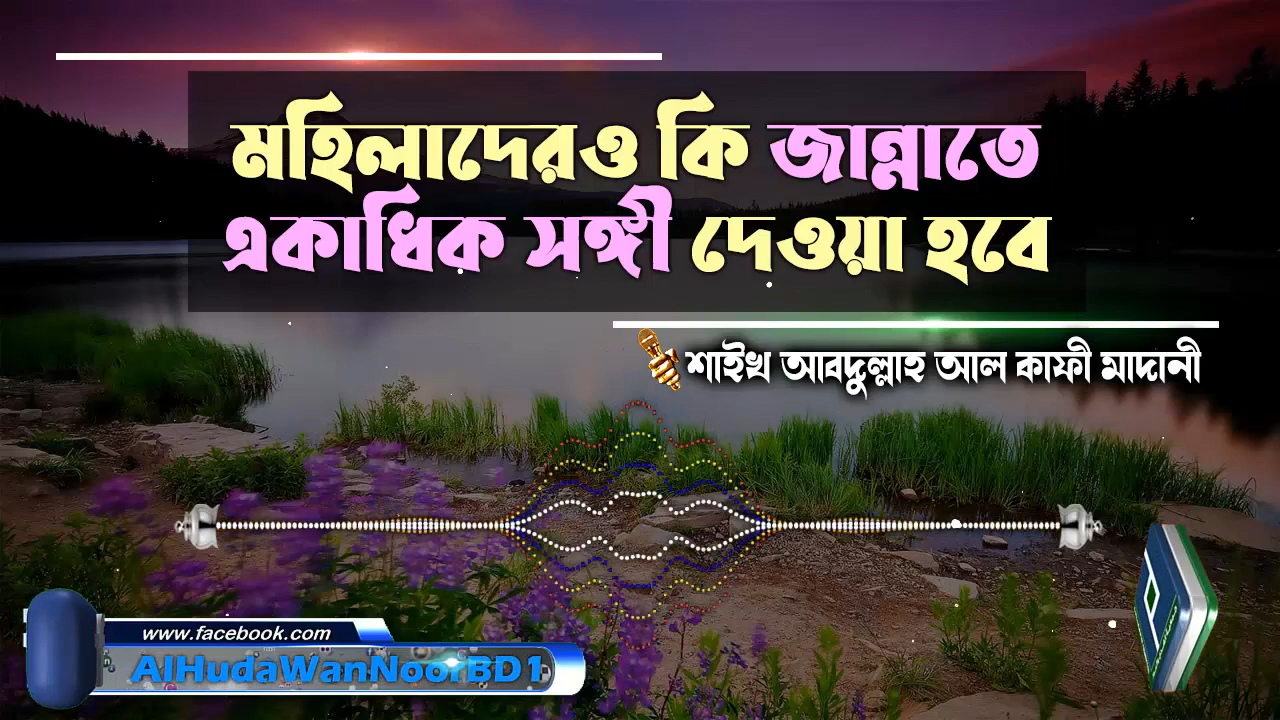 মহিলাদেরও কি জান্নাতে
একাধিক সঙ্গী দেওয়া হবে
শাইখ আবদুল্লাহ আল কাফী মাদানী
www.facebook.com
AlHudaWanNoorBD1